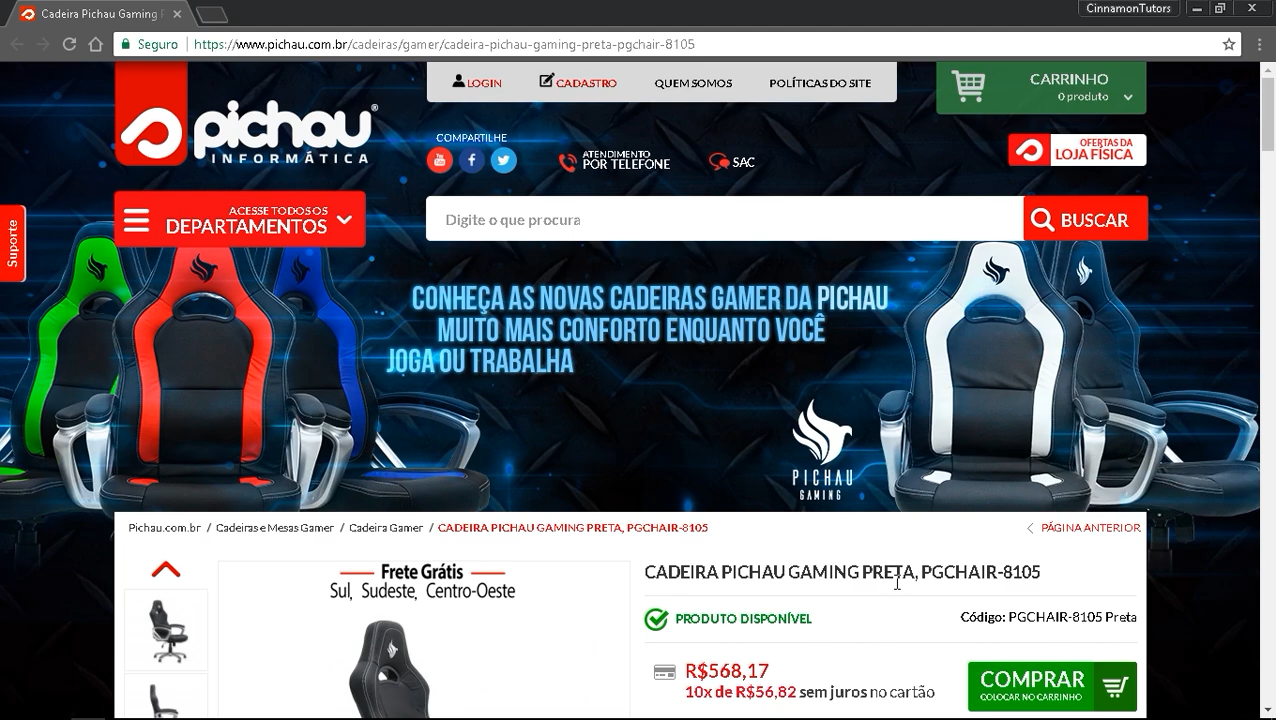 Cadeira Pichau Gaming P
CinnamonTutors
Seguro
https://www.pichau.com.br/cadeiras/gamer/cadeira-pichau-gaming-preta-pgchair-8105
LOGIN
CADASTRO
QUEM SOMOS
POLÍTICAS DO SITE
CARRINHO
0 produto
pichau®
INFORMÁTICA
COMPARTILHE
You
Tube
ATENDIMENTO
POR TELEFONE
SAC
OFERTAS DA
LOJA FÍSICA
ACESSE TODOS OS
DEPARTAMENTOS
Digite o que procura
BUSCAR
Suporte
CONHEÇA AS NOVAS CADEIRAS GAMER DA PICHAU
MUITO MAIS CONFORTO ENQUANTO VOCÊ
JOGA OU TRABALHA
PICHAU
GAMING
Pichau.com.br / Cadeiras e Mesas Gamer / Cadeira Gamer / CADEIRA PICHAU GAMING PRETA, PGCHAIR-8105
PÁGINA ANTERIOR
Frete Grátis
Sul, Sudeste, Centro-Oeste
CADEIRA PICHAU GAMING PRETA, PGCHAIR-8105
PRODUTO DISPONÍVEL
Código: PGCHAIR-8105 Preta
R$568,17
10x de R$56,82 sem juros no cartão
COMPRAR
COLOCAR NO CARRINHO